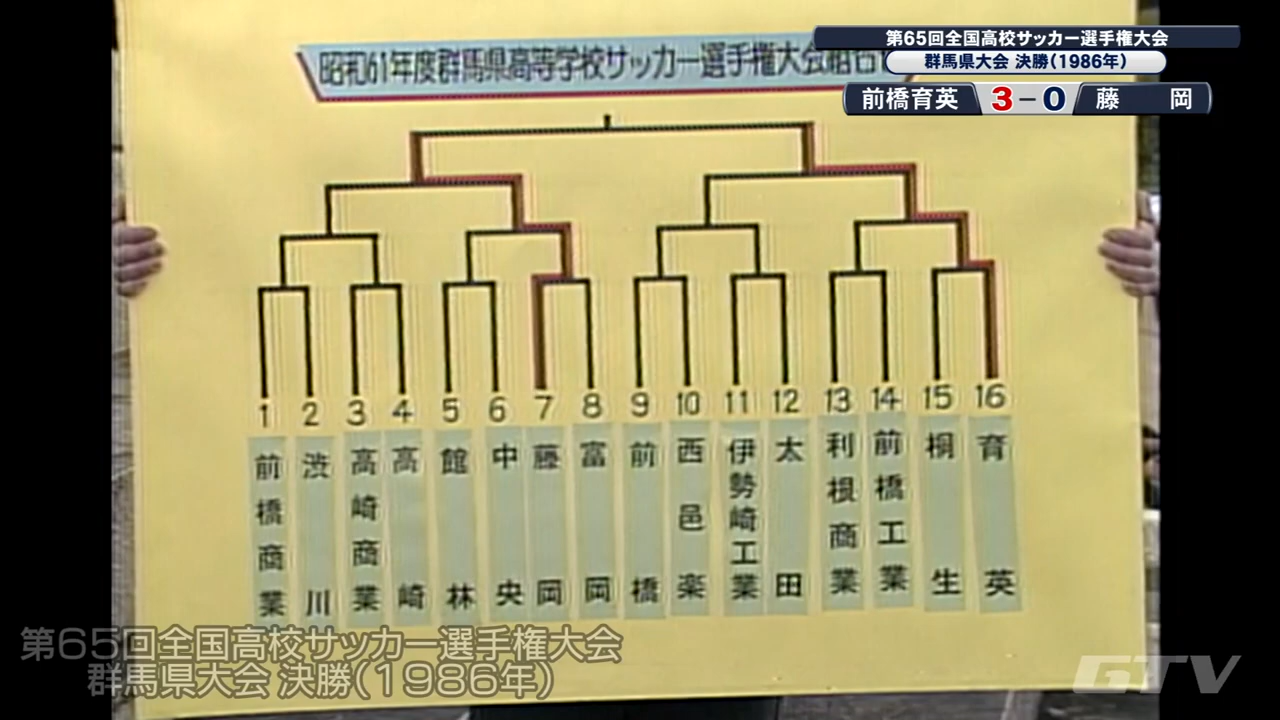 第65回全国高校サッカー選手権大会
群馬県大会 決勝(1986年)
前橋育英 3-0 藤 岡
昭和61年度群馬県高等学校サッカー選手権大会組合
1 2 3 4 5 6 7 8 9 10 11 12 13 14 15 16
前橋商業
渋川
高崎商業
高崎
館林
中央
藤岡
富岡
前橋
西邑楽
伊勢崎工業
太田
利根商業
前橋工業
桐生
育英
第65回全国高校サッカー選手権大会
群馬県大会 決勝(1986年)
GTV